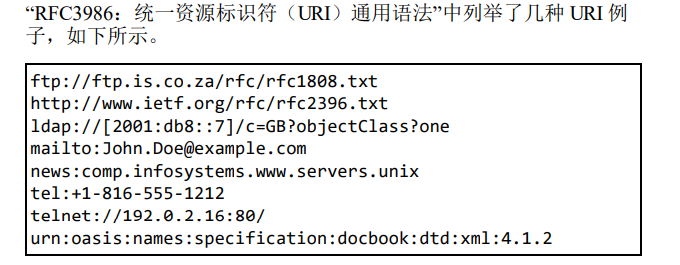 “RFC3986：统一资源标识符（URI）通用语法”中列举了几种 URI 例
子，如下所示。
ftp://ftp.is.co.za/rfc/rfc1808.txt
http://www.ietf.org/rfc/rfc2396.txt
ldap://[2001:db8::7]/c=GB?objectClass?one
mailto:John.Doe@example.com
news:comp.infosystems.www.servers.unix
tel:+1-816-555-1212
telnet://192.0.2.16:80/
urn:oasis:names:specification:docbook:dtd:xml:4.1.2